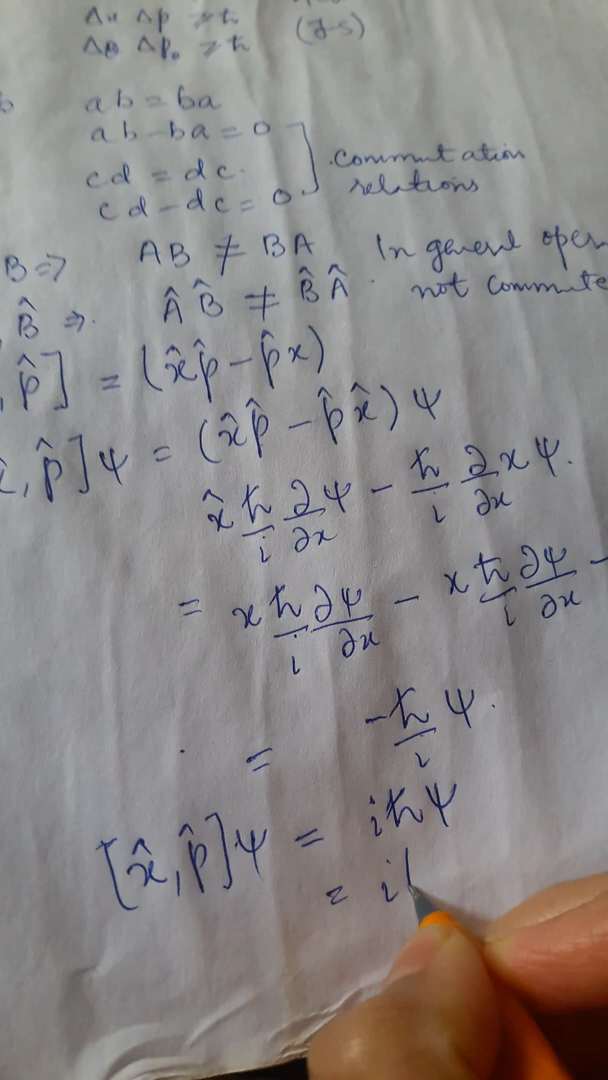 Δx Δp ≥ ħ
Δθ Δpθ ≥ ħ (J-s)
ab = ba
ab - ba = 0
cd = dc.
cd - dc = 0
commutation relations
B ⇒ AB ≠ BA In general oper
B̂ ⇒ Â B̂ ≠ B̂ Â not commute
, p̂] = (x̂p̂ - p̂x)
x̂, p̂]ψ = (x̂p̂ - p̂x̂)ψ
x̂ ħ/i ∂/∂x ψ - ħ/i ∂/∂x xψ.
= x ħ/i ∂ψ/∂x - x ħ/i ∂ψ/∂x -
= -ħ/i ψ.
[x̂, p̂]ψ = iħψ
= i